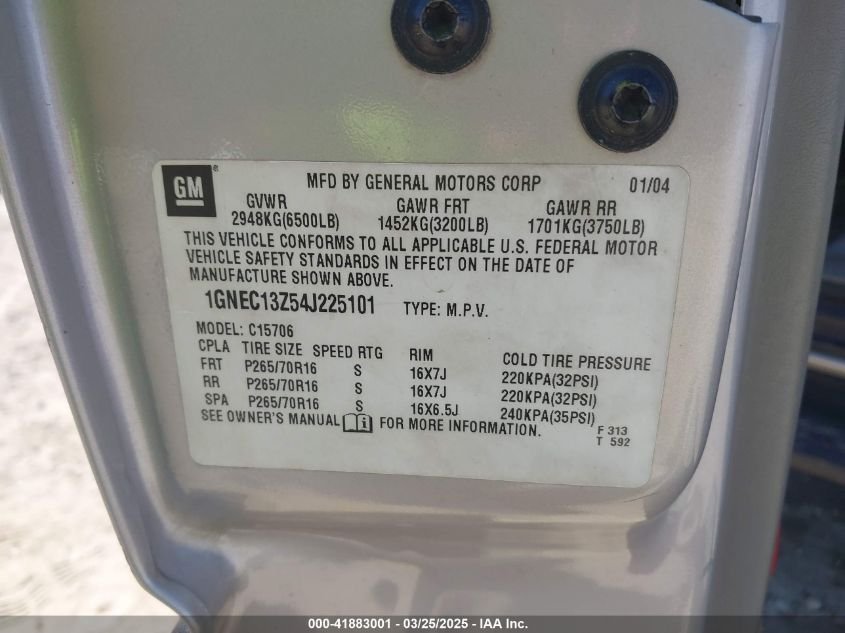 GM ®
MFD BY GENERAL MOTORS CORP 01/04
GVWR GAWR FRT GAWR RR
2948KG(6500LB) 1452KG(3200LB) 1701KG(3750LB)
THIS VEHICLE CONFORMS TO ALL APPLICABLE U.S. FEDERAL MOTOR
VEHICLE SAFETY STANDARDS IN EFFECT ON THE DATE OF
MANUFACTURE SHOWN ABOVE.
1GNEC13Z54J225101 TYPE: M.P.V.
MODEL: C15706
CPLA TIRE SIZE SPEED RTG RIM COLD TIRE PRESSURE
FRT P265/70R16 S 16X7J 220KPA(32PSI)
RR P265/70R16 S 16X7J 220KPA(32PSI)
SPA P265/70R16 S 16X6.5J 240KPA(35PSI)
SEE OWNER'S MANUAL i FOR MORE INFORMATION.
F 313
T 592
000-41883001 / 03/25/2025 - IAA Inc.